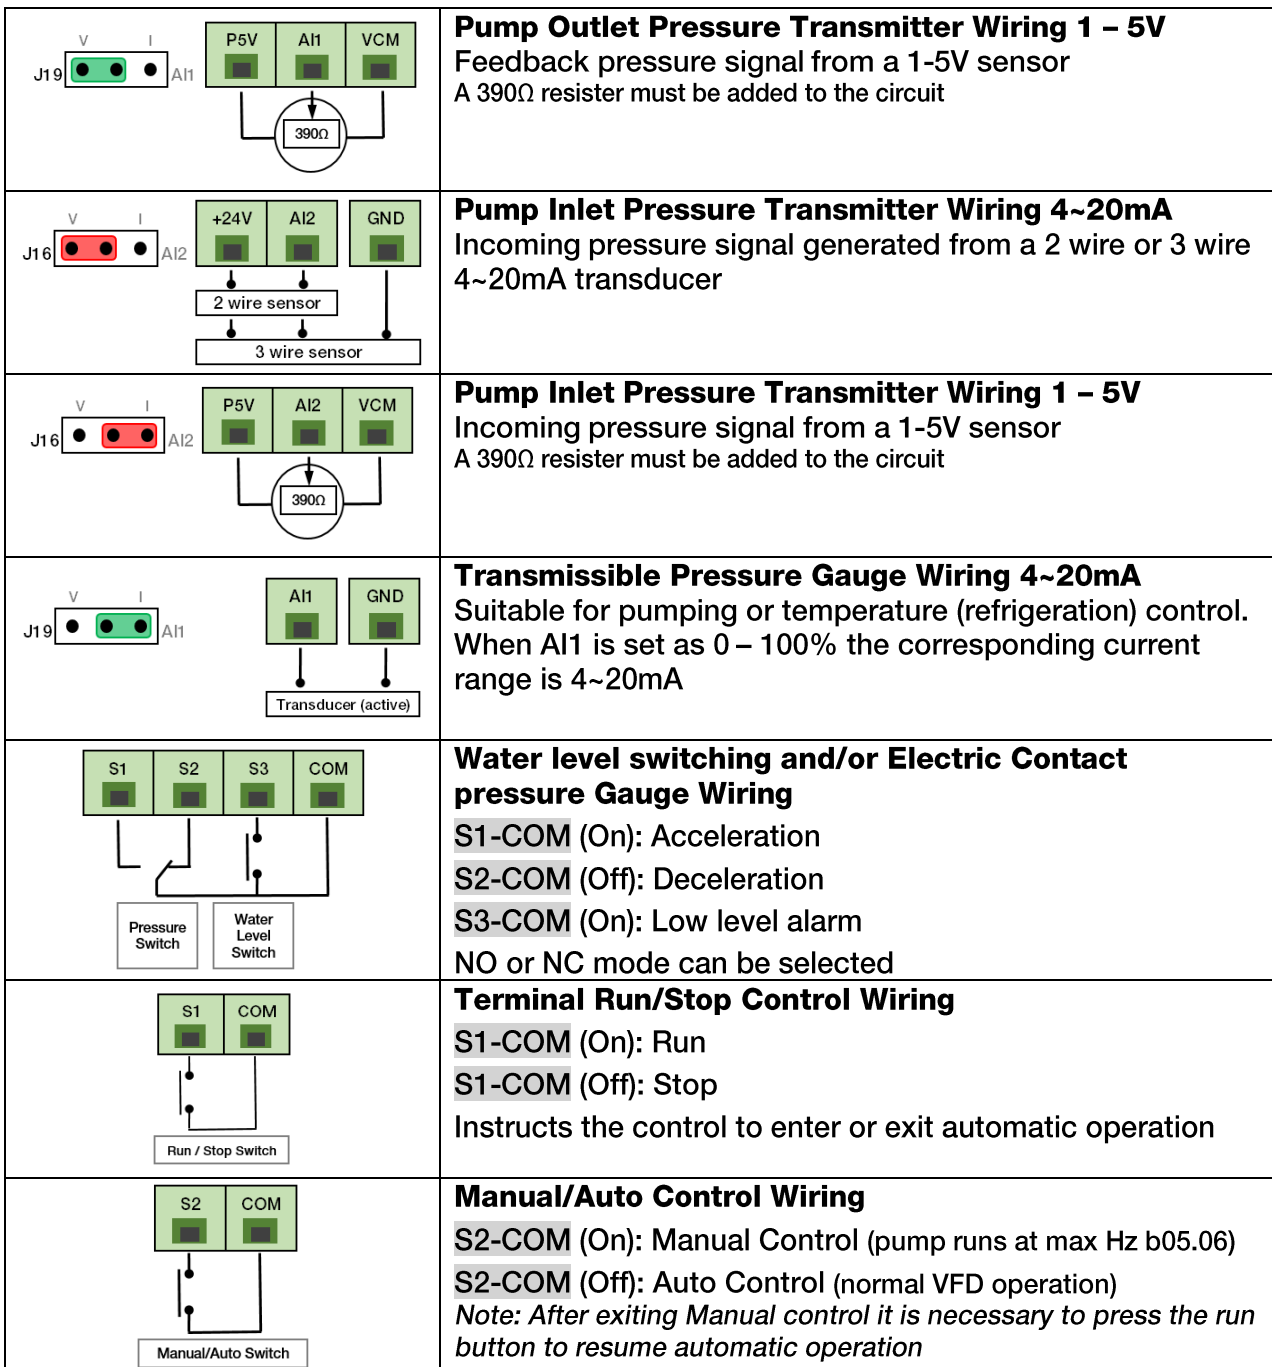 V I
J19 AI1
P5V AI1 VCM
390Ω
Pump Outlet Pressure Transmitter Wiring 1 – 5V
Feedback pressure signal from a 1-5V sensor
A 390Ω resister must be added to the circuit
V I
J16 AI2
+24V AI2 GND
2 wire sensor
3 wire sensor
Pump Inlet Pressure Transmitter Wiring 4~20mA
Incoming pressure signal generated from a 2 wire or 3 wire
4~20mA transducer
V I
J16 AI2
P5V AI2 VCM
390Ω
Pump Inlet Pressure Transmitter Wiring 1 – 5V
Incoming pressure signal from a 1-5V sensor
A 390Ω resister must be added to the circuit
V I
J19 AI1
AI1 GND
Transducer (active)
Transmissible Pressure Gauge Wiring 4~20mA
Suitable for pumping or temperature (refrigeration) control.
When AI1 is set as 0 – 100% the corresponding current
range is 4~20mA
S1 S2 S3 COM
Pressure
Switch
Water
Level
Switch
Water level switching and/or Electric Contact
pressure Gauge Wiring
S1-COM (On): Acceleration
S2-COM (Off): Deceleration
S3-COM (On): Low level alarm
NO or NC mode can be selected
S1 COM
Run / Stop Switch
Terminal Run/Stop Control Wiring
S1-COM (On): Run
S1-COM (Off): Stop
Instructs the control to enter or exit automatic operation
S2 COM
Manual/Auto Switch
Manual/Auto Control Wiring
S2-COM (On): Manual Control (pump runs at max Hz b05.06)
S2-COM (Off): Auto Control (normal VFD operation)
Note: After exiting Manual control it is necessary to press the run
button to resume automatic operation